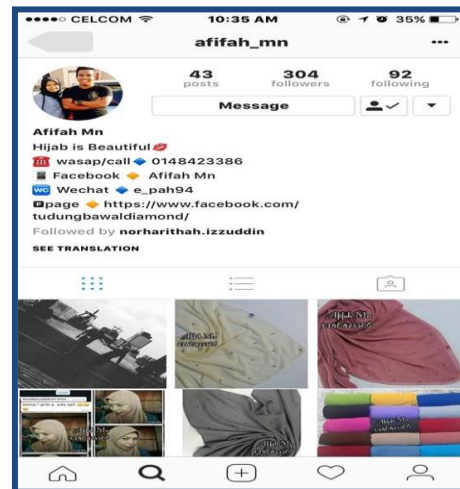 CELCOM 10:35 AM 35%
afifah_mn
43 304 92
posts followers following
Message
Afifah Mn
Hijab is Beautiful
wasap/call 0148423386
Facebook Afifah Mn
WC Wechat e_pah94
page https://www.facebook.com/
tudungbawaldiamond/
Followed by norharithah.izzuddin
SEE TRANSLATION